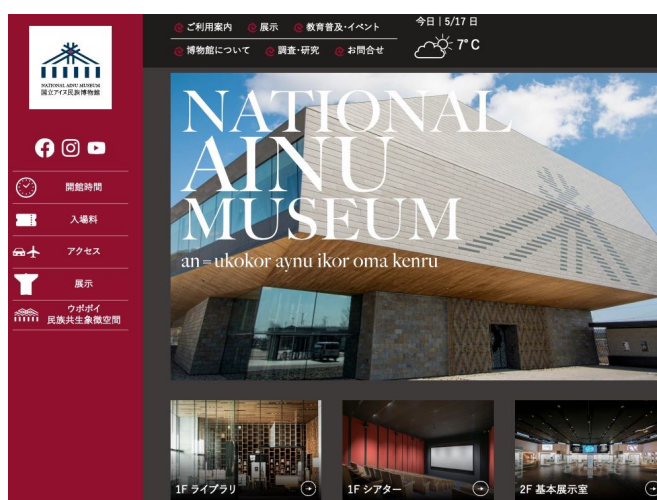 NATIONAL AINU MUSEUM
国立アイヌ民族博物館
開館時間
入場料
アクセス
展示
ウポポイ
民族共生象徴空間
ご利用案内 展示 教育普及・イベント
博物館について 調査・研究 お問合せ
今日 | 5/17 日
7° C
NATIONAL
AINU
MUSEUM
an=ukokor aynu ikor oma kenru
1F ライブラリ
1F シアター
2F 基本展示室